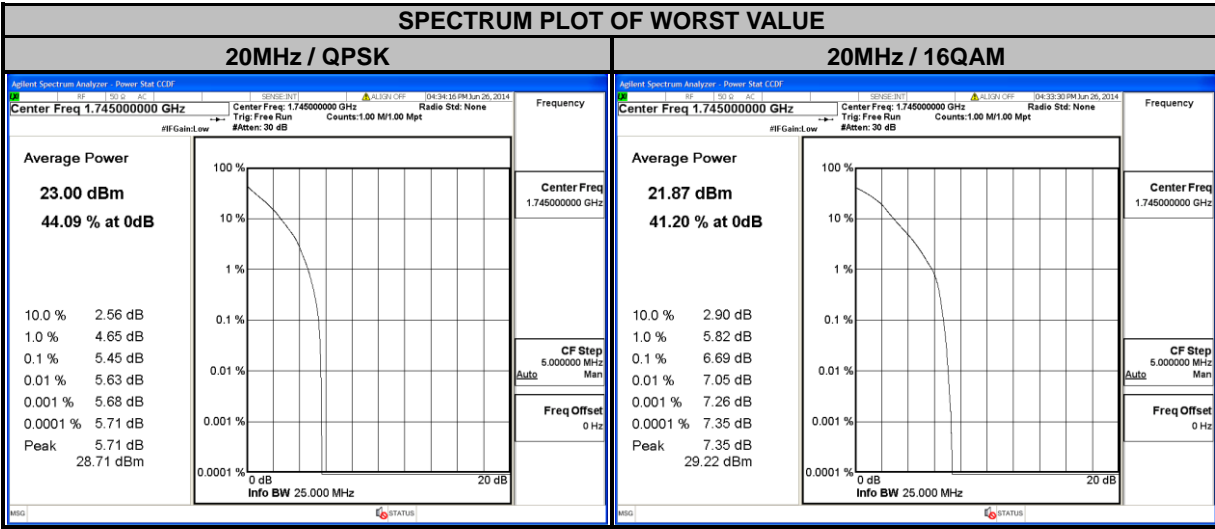 SPECTRUM PLOT OF WORST VALUE
20MHz / QPSK
Agilent Spectrum Analyzer - Power Stat CCDF
RF 50 Ω AC SENSE:INT ALIGN OFF 04:34:16 PM Jun 26, 2014
Center Freq 1.745000000 GHz
Center Freq: 1.745000000 GHz Radio Std: None
Trig: Free Run Counts:1.00 M/1.00 Mpt
#IFGain:Low #Atten: 30 dB
Frequency
Average Power
23.00 dBm
44.09 % at 0dB
10.0 % 2.56 dB
1.0 % 4.65 dB
0.1 % 5.45 dB
0.01 % 5.63 dB
0.001 % 5.68 dB
0.0001 % 5.71 dB
Peak 5.71 dB
28.71 dBm
100 %
10 %
1 %
0.1 %
0.01 %
0.001 %
0.0001 %
0 dB 20 dB
Info BW 25.000 MHz
Center Freq
1.745000000 GHz
CF Step
5.000000 MHz
Auto Man
Freq Offset
0 Hz
MSG STATUS
20MHz / 16QAM
Agilent Spectrum Analyzer - Power Stat CCDF
RF 50 Ω AC SENSE:INT ALIGN OFF 04:33:30 PM Jun 26, 2014
Center Freq 1.745000000 GHz
Center Freq: 1.745000000 GHz Radio Std: None
Trig: Free Run Counts:1.00 M/1.00 Mpt
#IFGain:Low #Atten: 30 dB
Frequency
Average Power
21.87 dBm
41.20 % at 0dB
10.0 % 2.90 dB
1.0 % 5.82 dB
0.1 % 6.69 dB
0.01 % 7.05 dB
0.001 % 7.26 dB
0.0001 % 7.35 dB
Peak 7.35 dB
29.22 dBm
100 %
10 %
1 %
0.1 %
0.01 %
0.001 %
0.0001 %
0 dB 20 dB
Info BW 25.000 MHz
Center Freq
1.745000000 GHz
CF Step
5.000000 MHz
Auto Man
Freq Offset
0 Hz
MSG STATUS